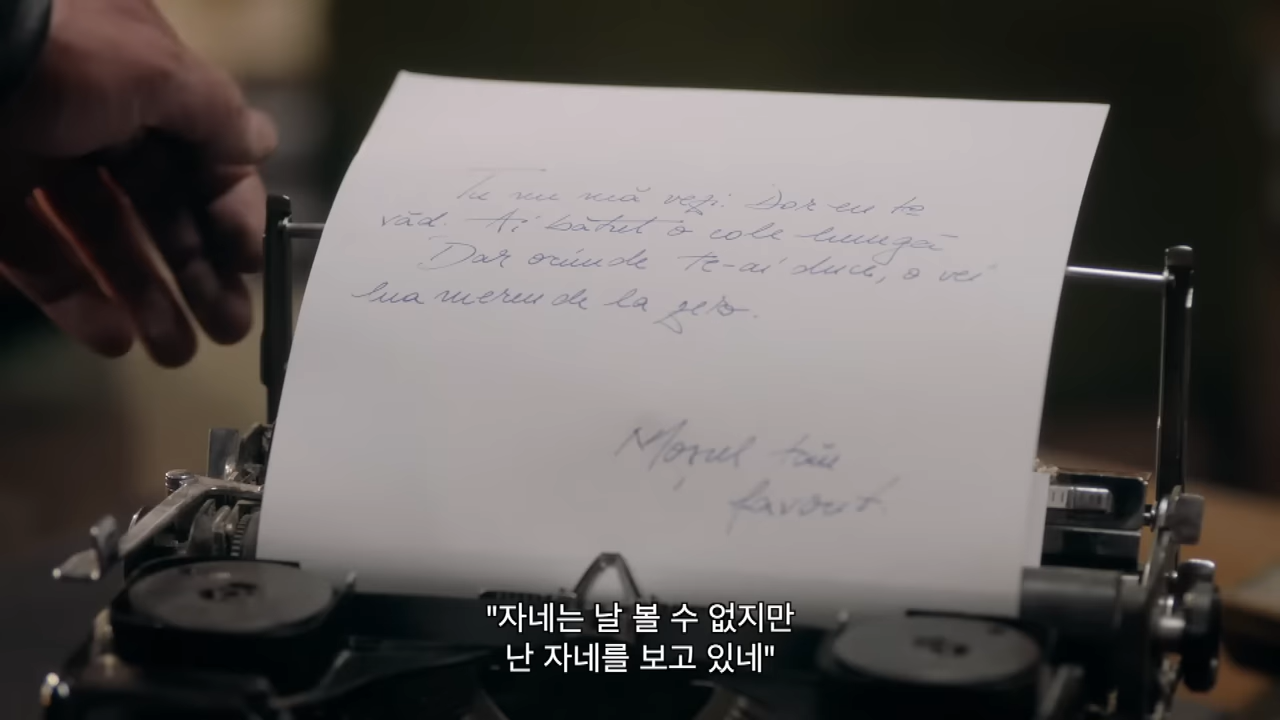 Tu nu mă vezi. Dar eu te
văd. Ai bătut o cale lungă
Dar oriunde te-ai duce, o vei
lua mereu de la zero.
Moșul tău
favorit.
"자네는 날 볼 수 없지만
난 자네를 보고 있네"